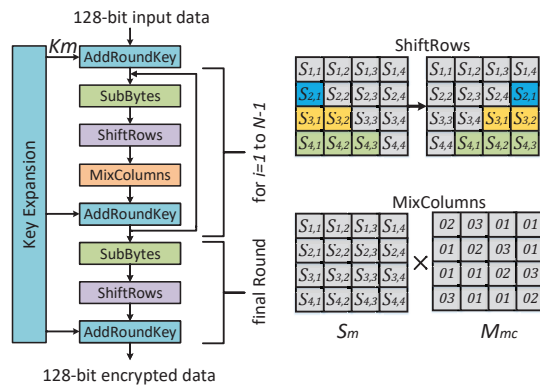 128-bit input data
Km
AddRoundKey
SubBytes
ShiftRows
MixColumns
AddRoundKey
SubBytes
ShiftRows
AddRoundKey
128-bit encrypted data
Key Expansion
for i=1 to N-1
final Round
ShiftRows
S1,1 S1,2 S1,3 S1,4
S2,1 S2,2 S2,3 S2,4
S3,1 S3,2 S3,3 S3,4
S4,1 S4,2 S4,3 S4,4
S1,1 S1,2 S1,3 S1,4
S2,2 S2,3 S2,4 S2,1
S3,3 S3,4 S3,1 S3,2
S4,4 S4,1 S4,2 S4,3
MixColumns
S1,1 S1,2 S1,3 S1,4
S2,1 S2,2 S2,3 S2,4
S3,1 S3,2 S3,3 S3,4
S4,1 S4,2 S4,3 S4,4
×
02 03 01 01
01 02 03 01
01 01 02 03
03 01 01 02
Sm
Mmc